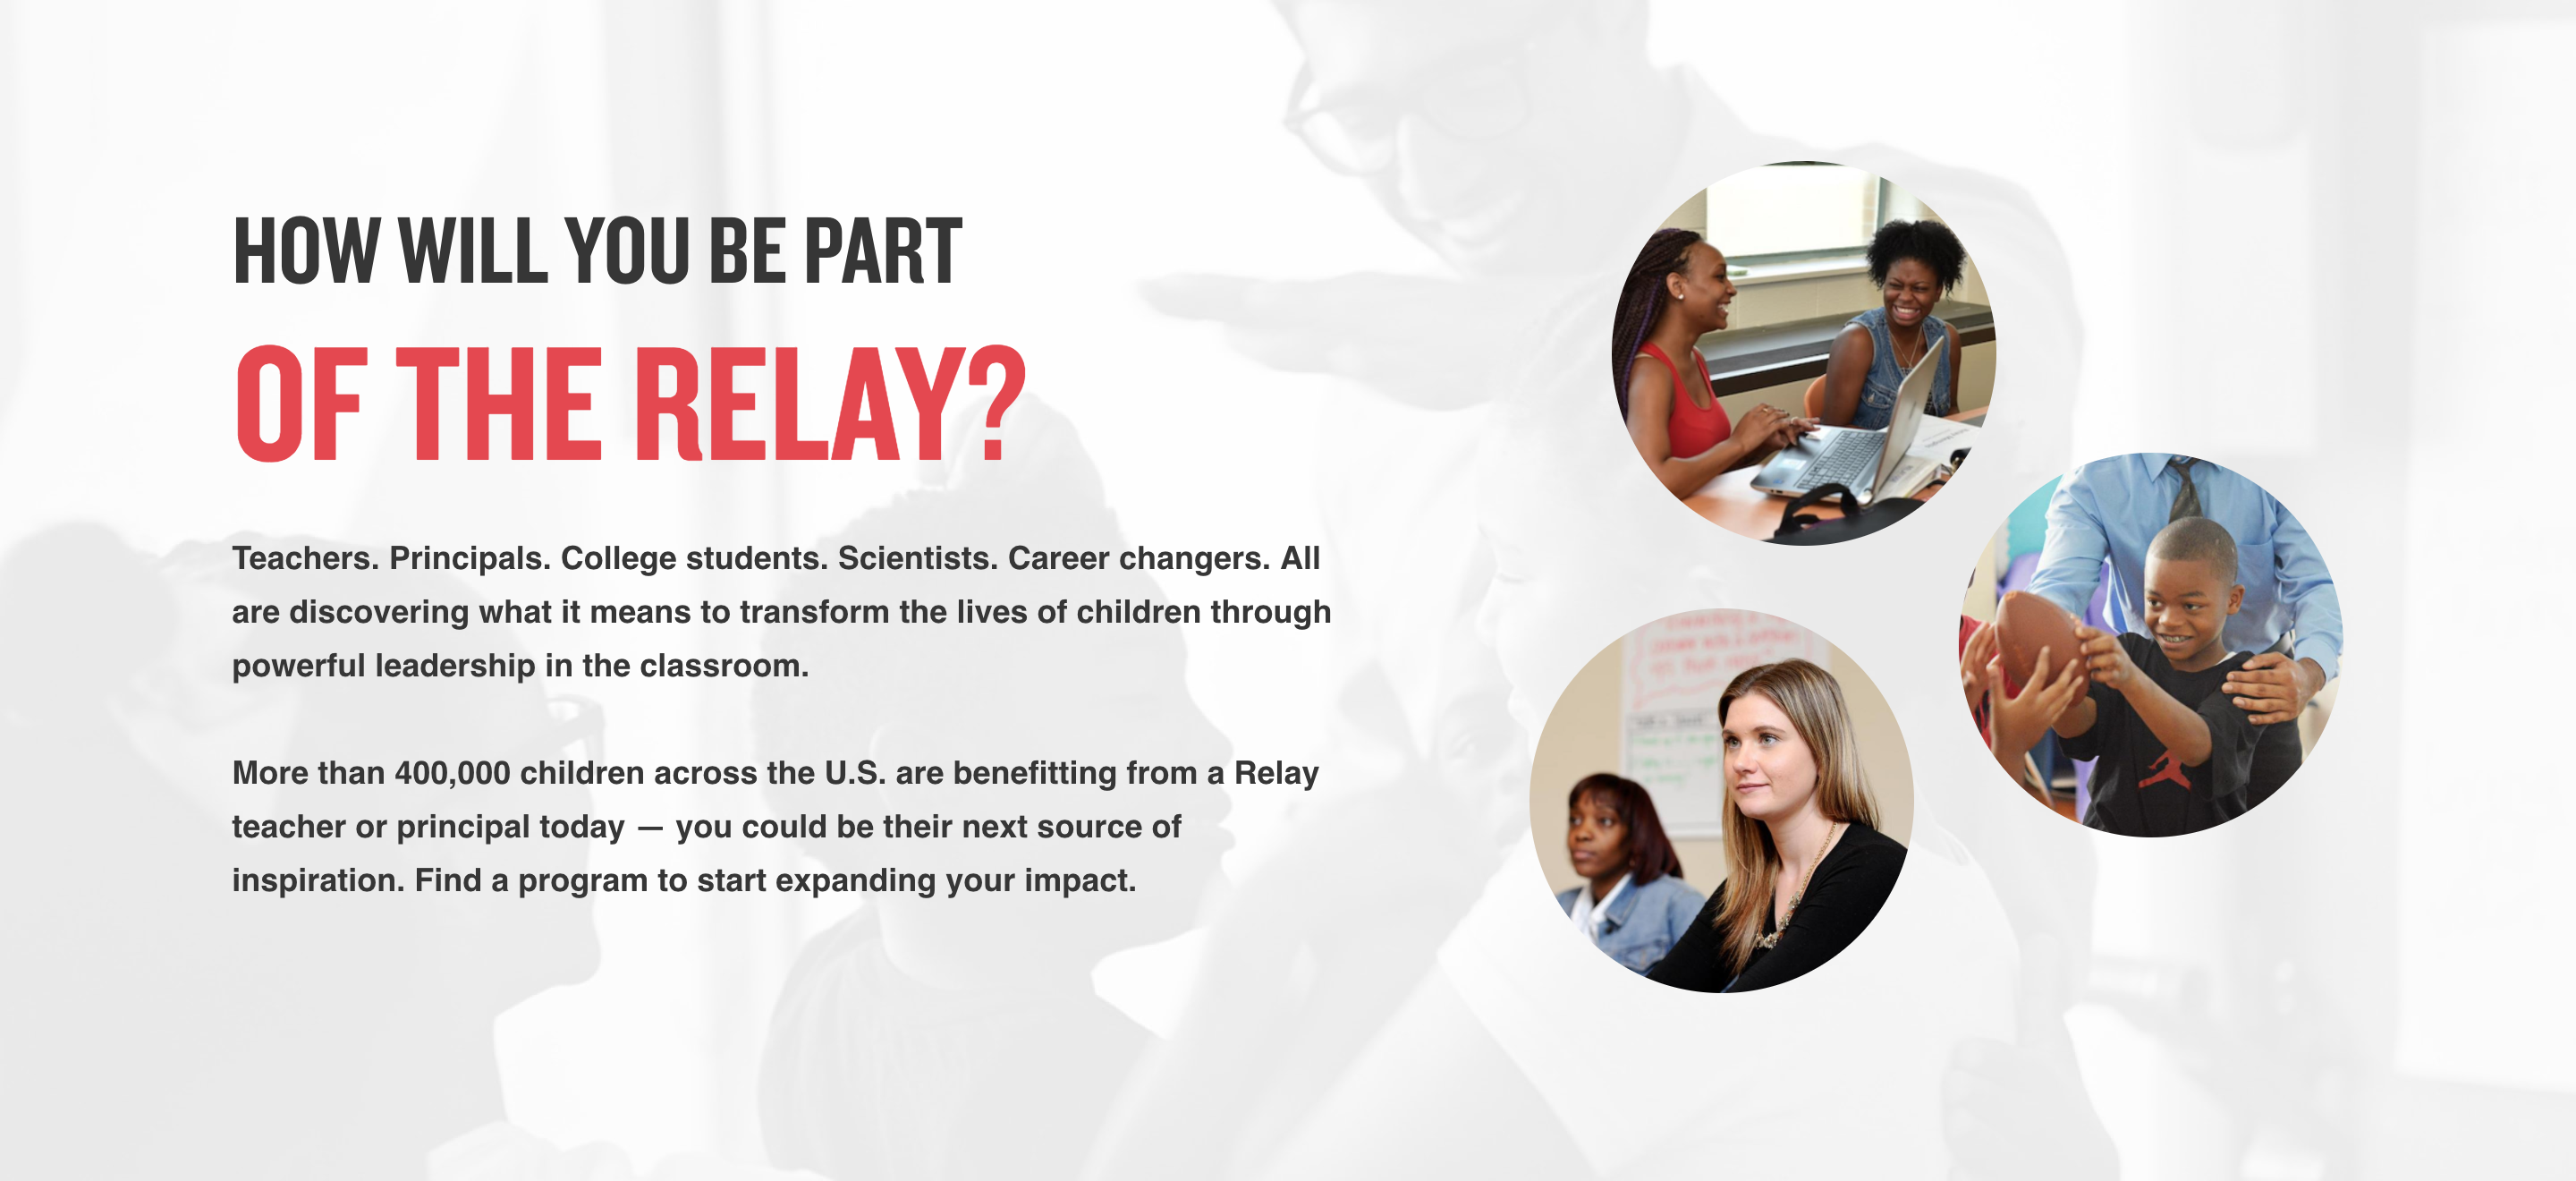 HOW WILL YOU BE PART
OF THE RELAY?
Teachers. Principals. College students. Scientists. Career changers. All
are discovering what it means to transform the lives of children through
powerful leadership in the classroom.
More than 400,000 children across the U.S. are benefitting from a Relay
teacher or principal today — you could be their next source of
inspiration. Find a program to start expanding your impact.